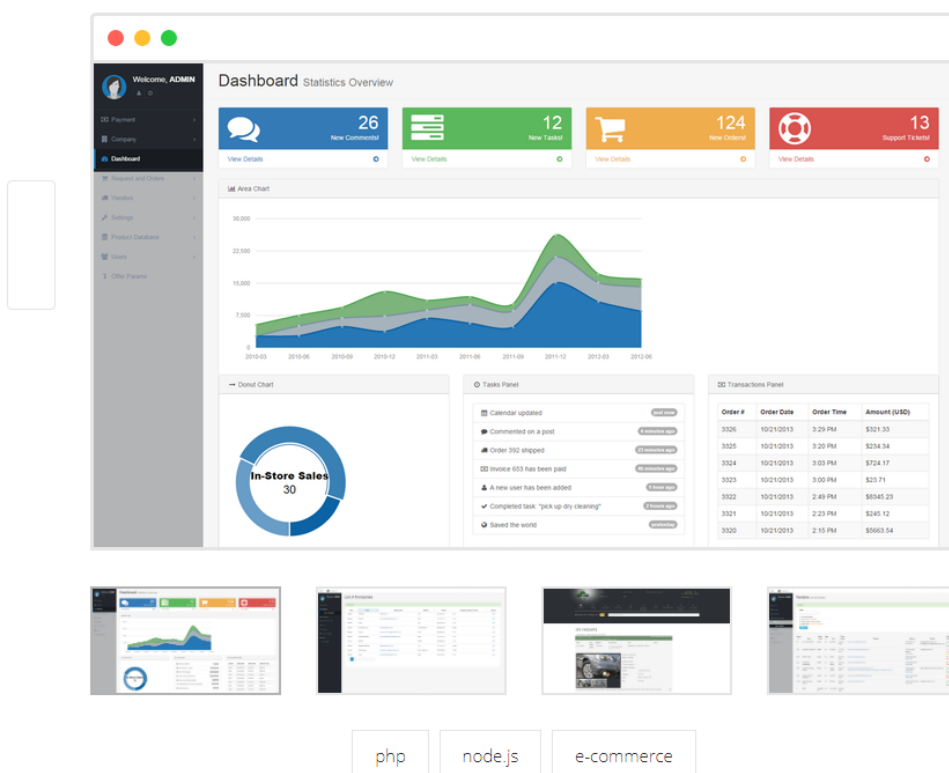 Welcome, ADMIN
Payment
Company
Dashboard
Request and Orders
Vendors
Settings
Product Database
Users
Offer Params
Dashboard Statistics Overview
26
New Comments!
View Details
12
New Tasks!
View Details
124
New Orders!
View Details
13
Support Tickets!
View Details
Area Chart
30,000
22,500
15,000
7,500
0
2010-03 2010-06 2010-09 2010-12 2011-03 2011-06 2011-09 2011-12 2012-03 2012-06
Donut Chart
In-Store Sales
30
Tasks Panel
Calendar updated just now
Commented on a post 4 minutes ago
Order 392 shipped 23 minutes ago
Invoice 653 has been paid 46 minutes ago
A new user has been added 1 hour ago
Completed task: "pick up dry cleaning" 2 hours ago
Saved the world yesterday
Transactions Panel
Order # Order Date Order Time Amount (USD)
3326 10/21/2013 3:29 PM $321.33
3325 10/21/2013 3:20 PM $234.34
3324 10/21/2013 3:03 PM $724.17
3323 10/21/2013 3:00 PM $23.71
3322 10/21/2013 2:49 PM $8345.23
3321 10/21/2013 2:23 PM $245.12
3320 10/21/2013 2:15 PM $5663.54
php
node.js
e-commerce